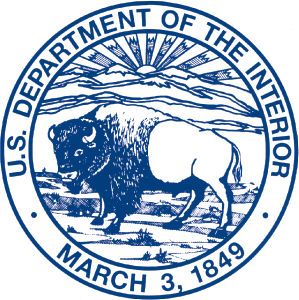 U.S. DEPARTMENT OF THE INTERIOR
MARCH 3, 1849